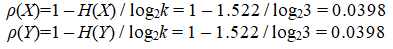 ρ(X)=1 – H(X) / log₂k = 1 – 1.522 / log₂3 = 0.0398
ρ(Y)=1 – H(Y) / log₂k = 1 – 1.522 / log₂3 = 0.0398